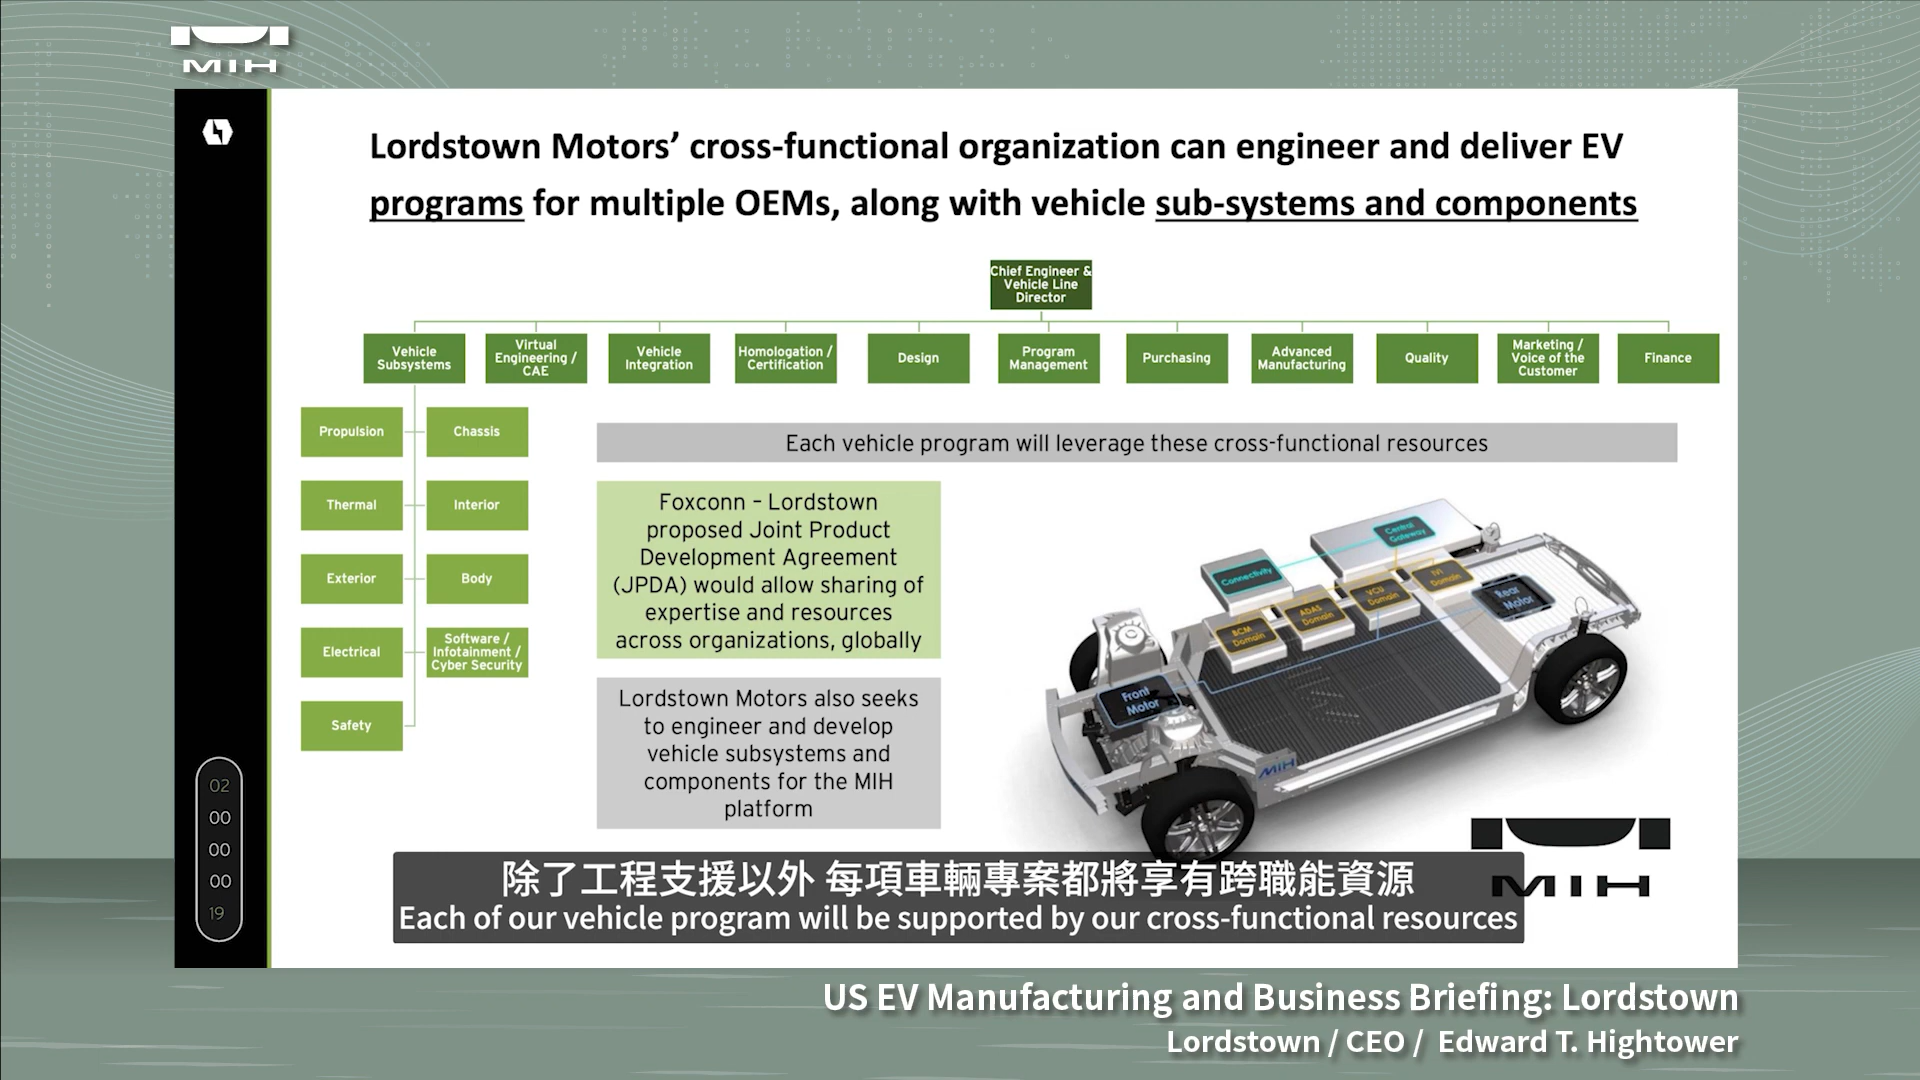 MIH
Lordstown Motors’ cross-functional organization can engineer and deliver EV
programs for multiple OEMs, along with vehicle sub-systems and components
Chief Engineer &
Vehicle Line
Director
Vehicle
Subsystems
Virtual
Engineering /
CAE
Vehicle
Integration
Homologation /
Certification
Design
Program
Management
Purchasing
Advanced
Manufacturing
Quality
Marketing /
Voice of the
Customer
Finance
Propulsion
Chassis
Thermal
Interior
Exterior
Body
Electrical
Software /
Infotainment /
Cyber Security
Safety
Each vehicle program will leverage these cross-functional resources
Foxconn – Lordstown
proposed Joint Product
Development Agreement
(JPDA) would allow sharing of
expertise and resources
across organizations, globally
Lordstown Motors also seeks
to engineer and develop
vehicle subsystems and
components for the MIH
platform
Central
Gateway
Connectivity
IVI
Domain
VCU
Domain
ADAS
Domain
BCM
Domain
Rear
Motor
Front
Motor
MIH
MIH
02
00
00
00
19
除了工程支援以外 每項車輛專案都將享有跨職能資源
Each of our vehicle program will be supported by our cross-functional resources
US EV Manufacturing and Business Briefing: Lordstown
Lordstown / CEO / Edward T. Hightower